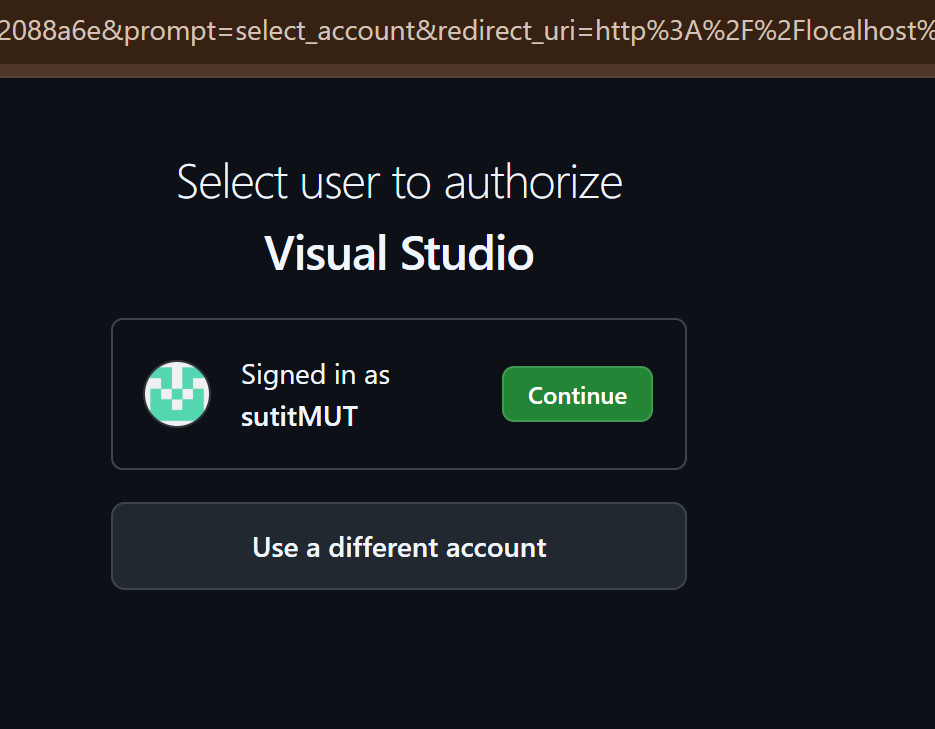 2088a6e&prompt=select_account&redirect_uri=http%3A%2F%2Flocalhost%
Select user to authorize
Visual Studio
Signed in as
sutitMUT
Continue
Use a different account